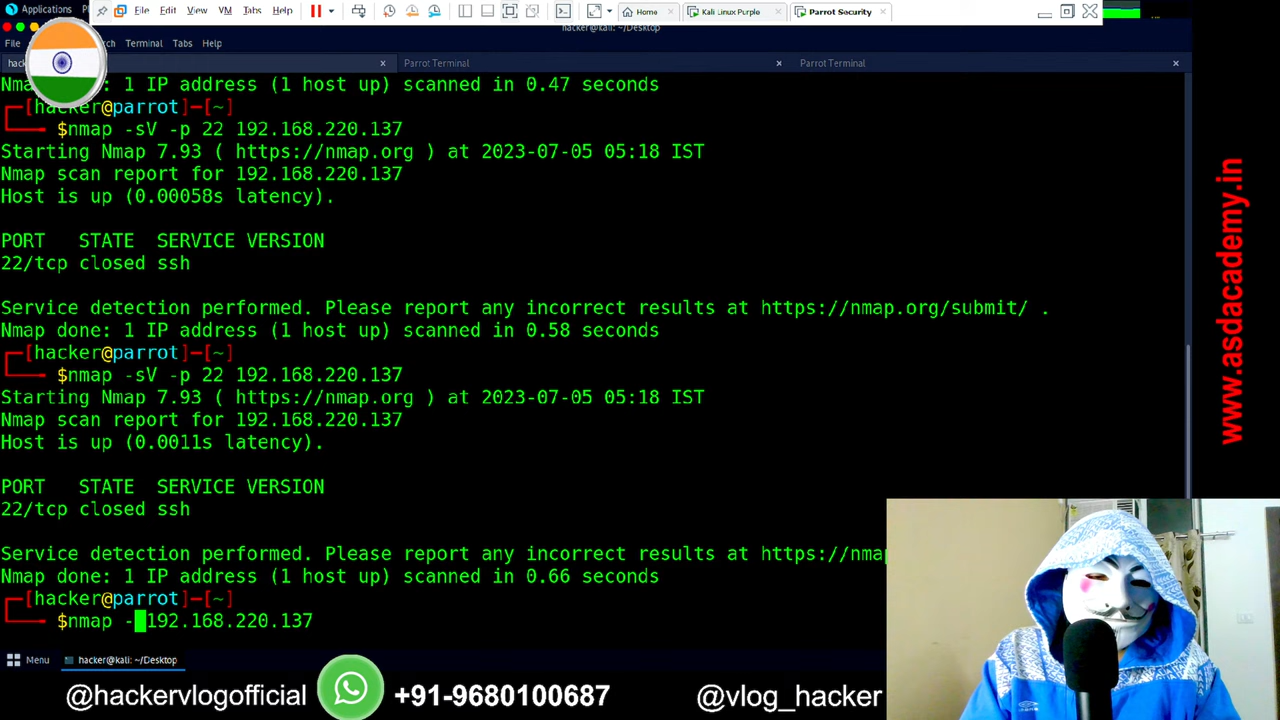 Applications
File Edit View VM Tabs Help
Home
Kali Linux Purple
Parrot Security
hacker@kali: ~/Desktop
File
Terminal Tabs Help
Parrot Terminal
Parrot Terminal
: 1 IP address (1 host up) scanned in 0.47 seconds
┌─[hacker@parrot]─[~]
└──╼ $nmap -sV -p 22 192.168.220.137
Starting Nmap 7.93 ( https://nmap.org ) at 2023-07-05 05:18 IST
Nmap scan report for 192.168.220.137
Host is up (0.00058s latency).
PORT   STATE  SERVICE VERSION
22/tcp closed ssh
Service detection performed. Please report any incorrect results at https://nmap.org/submit/ .
Nmap done: 1 IP address (1 host up) scanned in 0.58 seconds
┌─[hacker@parrot]─[~]
└──╼ $nmap -sV -p 22 192.168.220.137
Starting Nmap 7.93 ( https://nmap.org ) at 2023-07-05 05:18 IST
Nmap scan report for 192.168.220.137
Host is up (0.0011s latency).
PORT   STATE  SERVICE VERSION
22/tcp closed ssh
Service detection performed. Please report any incorrect results at https://nma
Nmap done: 1 IP address (1 host up) scanned in 0.66 seconds
┌─[hacker@parrot]─[~]
└──╼ $nmap - 192.168.220.137
Menu
hacker@kali: ~/Desktop
@hackervlogofficial
+91-9680100687
@vlog_hacker
www.asdacademy.in